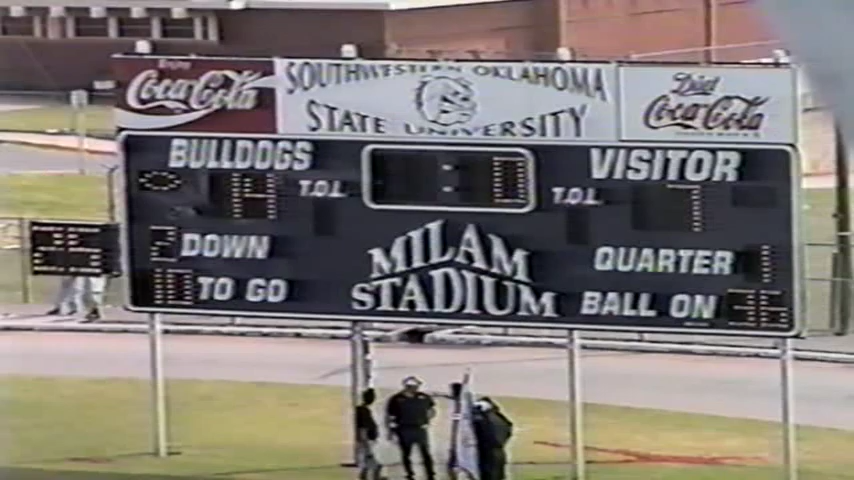 Enjoy
Coca-Cola
SOUTHWESTERN OKLAHOMA
STATE UNIVERSITY
Diet
Coca-Cola
BULLDOGS
T.O.L
T.O.L
VISITOR
DOWN
TO GO
MILAM
STADIUM
QUARTER
BALL ON